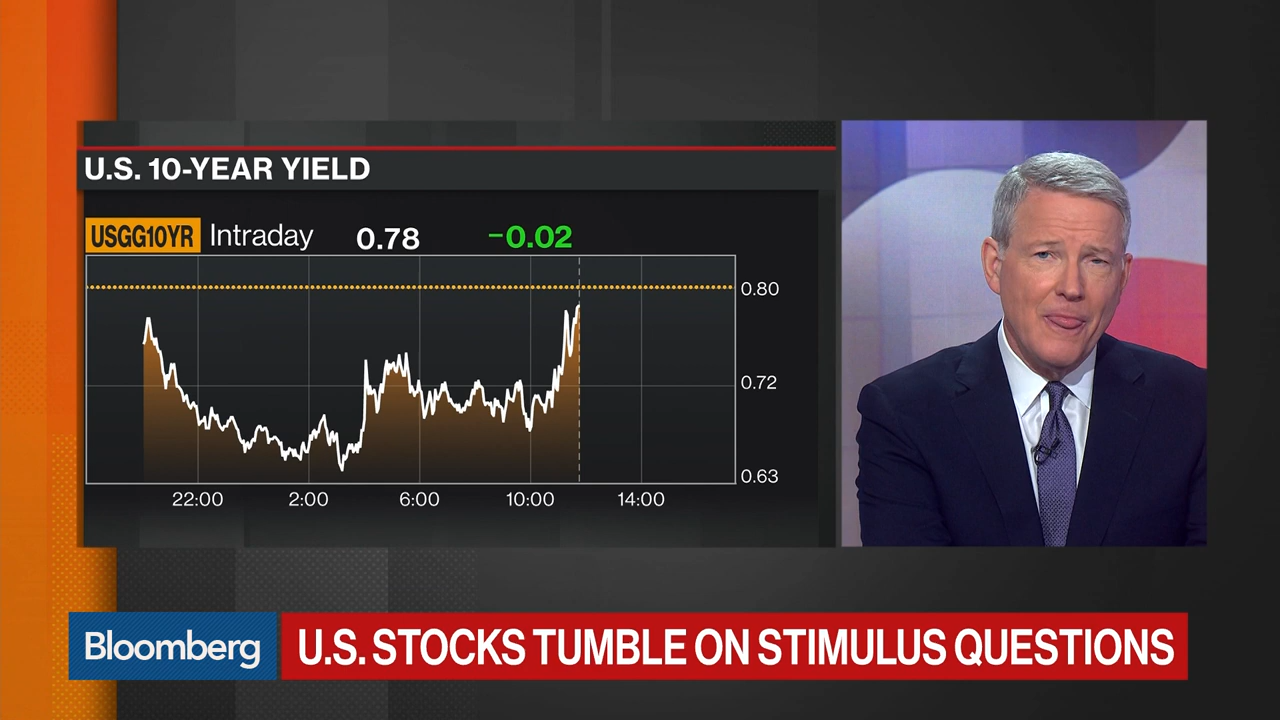 U.S. 10-YEAR YIELD
USGG10YR Intraday 0.78 -0.02
0.80
0.72
0.63
22:00 2:00 6:00 10:00 14:00
Bloomberg U.S. STOCKS TUMBLE ON STIMULUS QUESTIONS